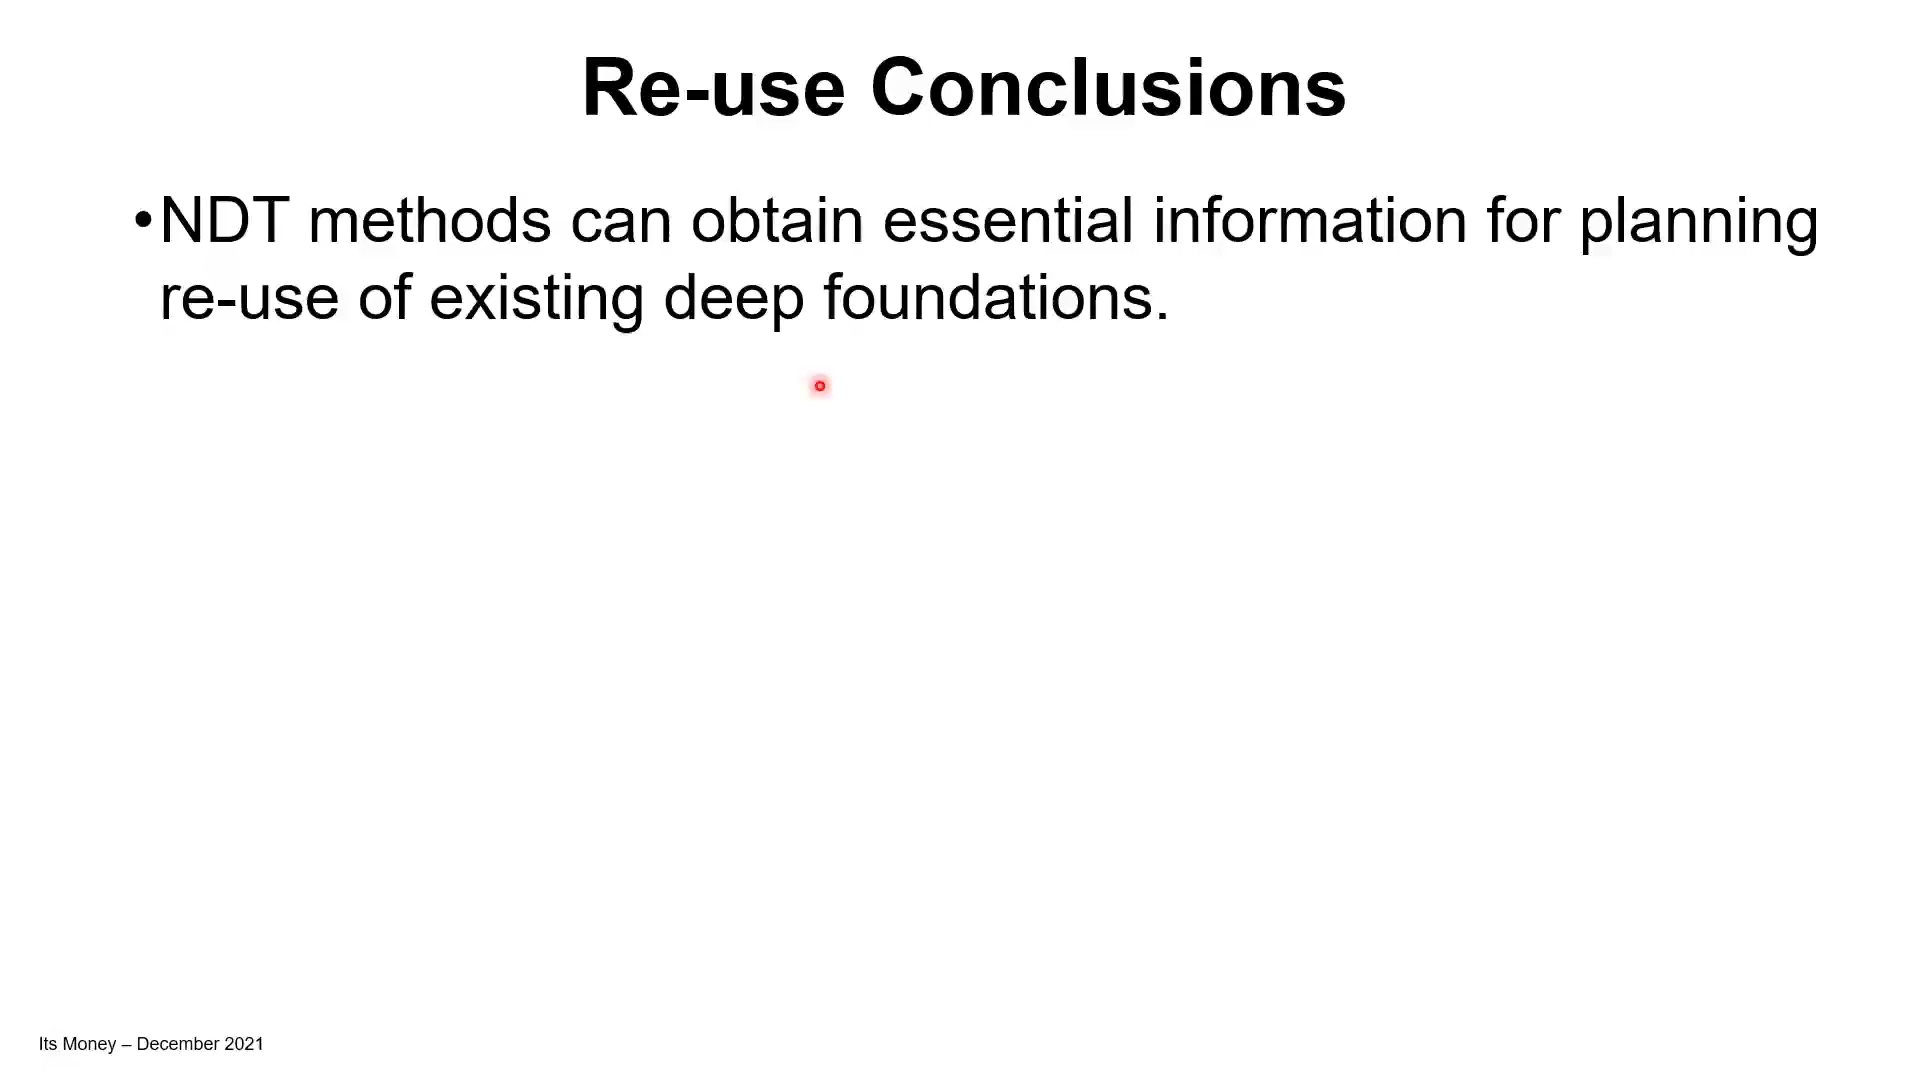 Re-use Conclusions
•NDT methods can obtain essential information for planning
re-use of existing deep foundations.
Its Money – December 2021